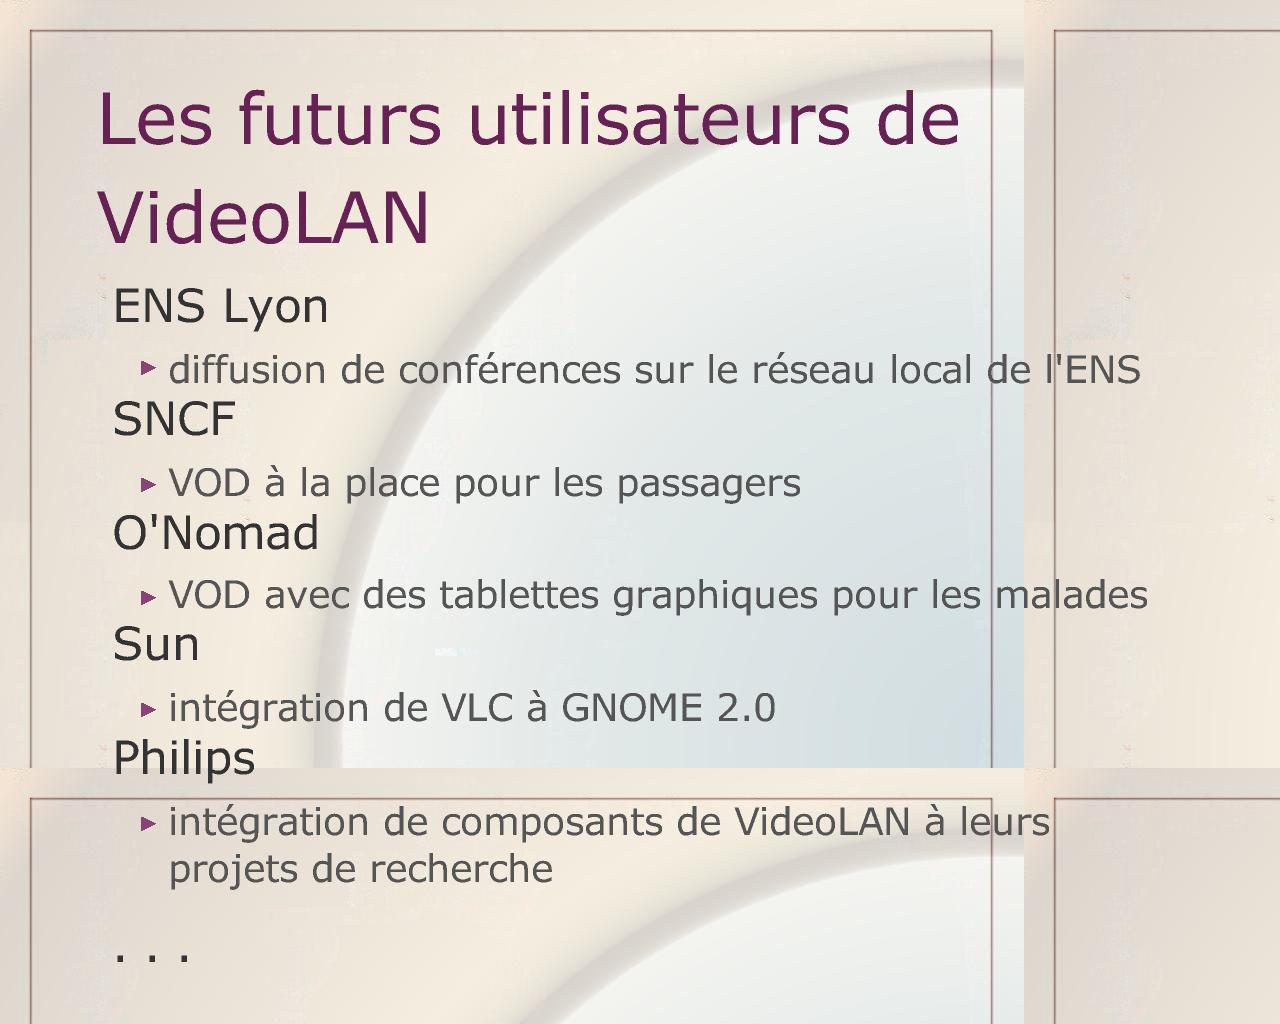 Les futurs utilisateurs de
VideoLAN
ENS Lyon
diffusion de conférences sur le réseau local de l'ENS
SNCF
VOD à la place pour les passagers
O'Nomad
VOD avec des tablettes graphiques pour les malades
Sun
intégration de VLC à GNOME 2.0
Philips
intégration de composants de VideoLAN à leurs
projets de recherche
. . .